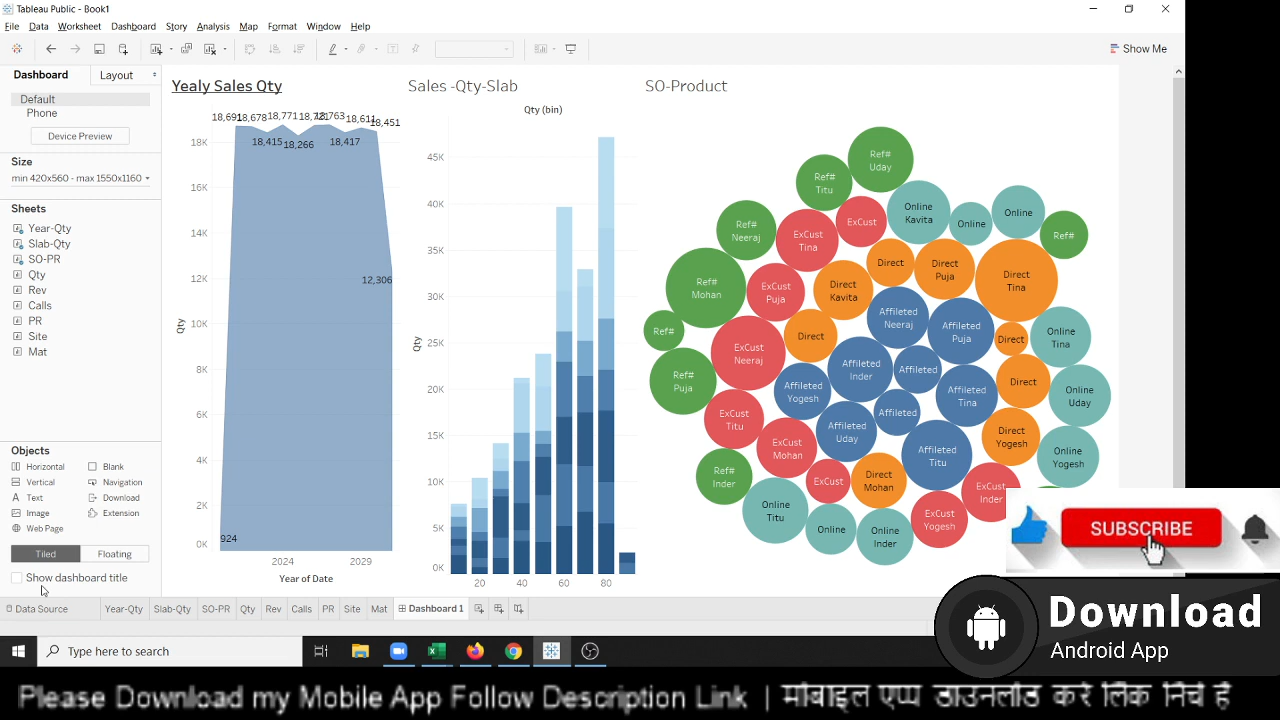 Tableau Public - Book1
File Data Worksheet Dashboard Story Analysis Map Format Window Help
Show Me
Dashboard Layout
Default
Phone
Device Preview
Size
min 420x560 - max 1550x1160
Sheets
Year-Qty
Slab-Qty
SO-PR
Qty
Rev
Calls
PR
Site
Mat
Objects
Horizontal Blank
Vertical Navigation
Text Download
Image Extension
Web Page
Tiled Floating
Show dashboard title
Yealy Sales Qty
18,691 18,678 18,771 18,763 18,451
18,415 18,266 18,417
12,306
924
18K
16K
14K
12K
10K
8K
6K
4K
2K
0K
Qty
2024 2029
Year of Date
Sales -Qty-Slab
Qty (bin)
45K
40K
35K
30K
25K
20K
15K
10K
5K
0K
Qty
20 40 60 80
SO-Product
Ref# Uday
Ref# Titu
Online Kavita
Online
Online
Ref#
Ref# Neeraj
ExCust Tina
ExCust
Direct
Direct Puja
Direct Tina
Ref# Mohan
ExCust Puja
Direct Kavita
Affileted Neeraj
Affileted Puja
Direct
Online Tina
Ref#
ExCust Neeraj
Direct
Affileted Inder
Affileted
Affileted Tina
Direct
Online Uday
Ref# Puja
Affileted Yogesh
Affileted
ExCust Titu
Affileted Uday
Affileted Titu
Direct Yogesh
Online Yogesh
ExCust Mohan
Ref# Inder
ExCust
Direct Mohan
ExCust Inder
Online Titu
Online
Online Inder
ExCust Yogesh
SUBSCRIBE
Download
Android App
Data Source Year-Qty Slab-Qty SO-PR Qty Rev Calls PR Site Mat Dashboard 1
Type here to search
Please Download my Mobile App Follow Description Link | मोबाइल एप्प डाउनलोड करे लिंक निचे है